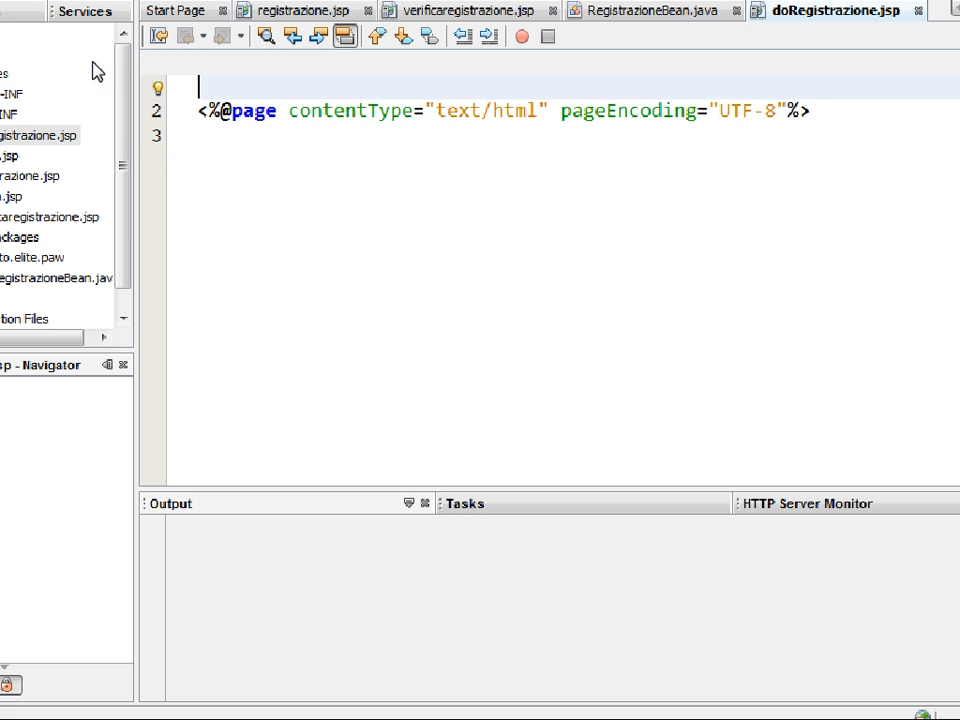 Services
Start Page
registrazione.jsp
verificaregistrazione.jsp
RegistrazioneBean.java
doRegistrazione.jsp
es
-INF
INF
gistrazione.jsp
.jsp
razione.jsp
n.jsp
caregistrazione.jsp
ackages
to.elite.paw
egistrazioneBean.jav
tion Files
2 <%@page contentType="text/html" pageEncoding="UTF-8"%>
3
sp - Navigator
Output
Tasks
HTTP Server Monitor